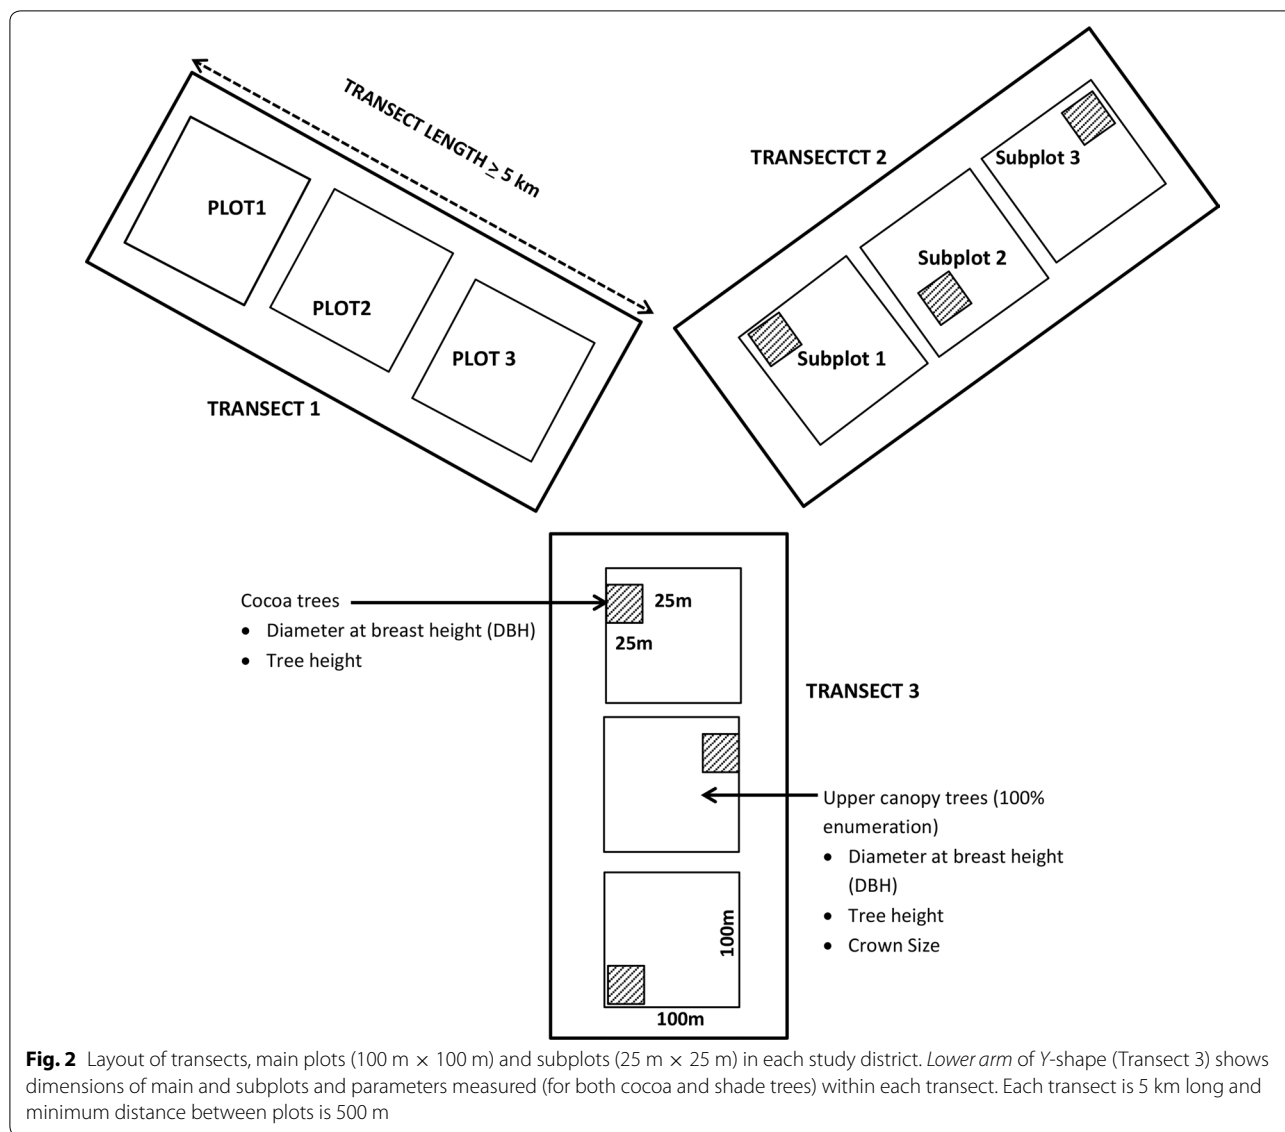 TRANSECT LENGTH ≥ 5 km
PLOT1
PLOT2
PLOT 3
TRANSECT 1
TRANSECTCT 2
Subplot 3
Subplot 2
Subplot 1
Cocoa trees
• Diameter at breast height (DBH)
• Tree height
25m
25m
TRANSECT 3
Upper canopy trees (100%
enumeration)
• Diameter at breast height
(DBH)
• Tree height
• Crown Size
100m
100m
Fig. 2 Layout of transects, main plots (100 m × 100 m) and subplots (25 m × 25 m) in each study district. Lower arm of Y-shape (Transect 3) shows
dimensions of main and subplots and parameters measured (for both cocoa and shade trees) within each transect. Each transect is 5 km long and
minimum distance between plots is 500 m